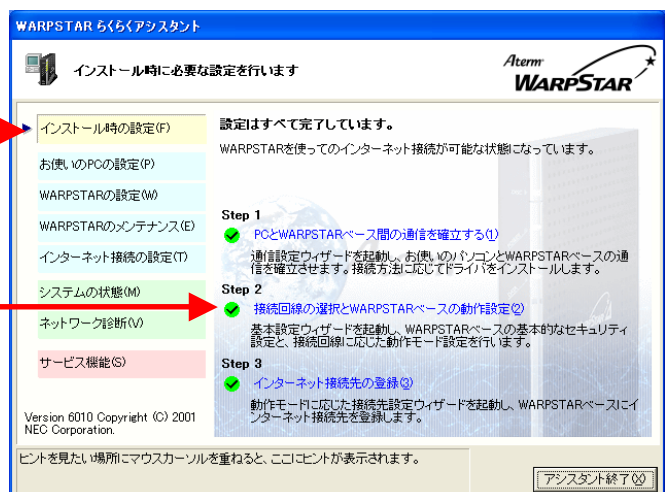 WARPSTAR らくらくアシスタント
インストール時に必要な設定を行います
Aterm
WARPSTAR
インストール時の設定(F)
お使いのPCの設定(P)
WARPSTARの設定(W)
WARPSTARのメンテナンス(E)
インターネット接続の設定(T)
システムの状態(M)
ネットワーク診断(V)
サービス機能(S)
Version 6010 Copyright (C) 2001
NEC Corporation.
設定はすべて完了しています。
WARPSTARを使ってのインターネット接続が可能な状態になっています。
Step 1
PCとWARPSTARベース間の通信を確立する(1)
通信設定ウィザードを起動し、お使いのパソコンとWARPSTARベースの通
信を確立させます。接続方法に応じてドライバをインストールします。
Step 2
接続回線の選択とWARPSTARベースの動作設定(2)
基本設定ウィザードを起動し、WARPSTARベースの基本的なセキュリティ
設定と、接続回線に応じた動作モード設定を行います。
Step 3
インターネット接続先の登録(3)
動作モードに応じた接続先設定ウィザードを起動し、WARPSTARベースにイ
ンターネット接続先を登録します。
ヒントを見たい場所にマウスカーソルを重ねると、ここにヒントが表示されます。
アシスタント終了(X)